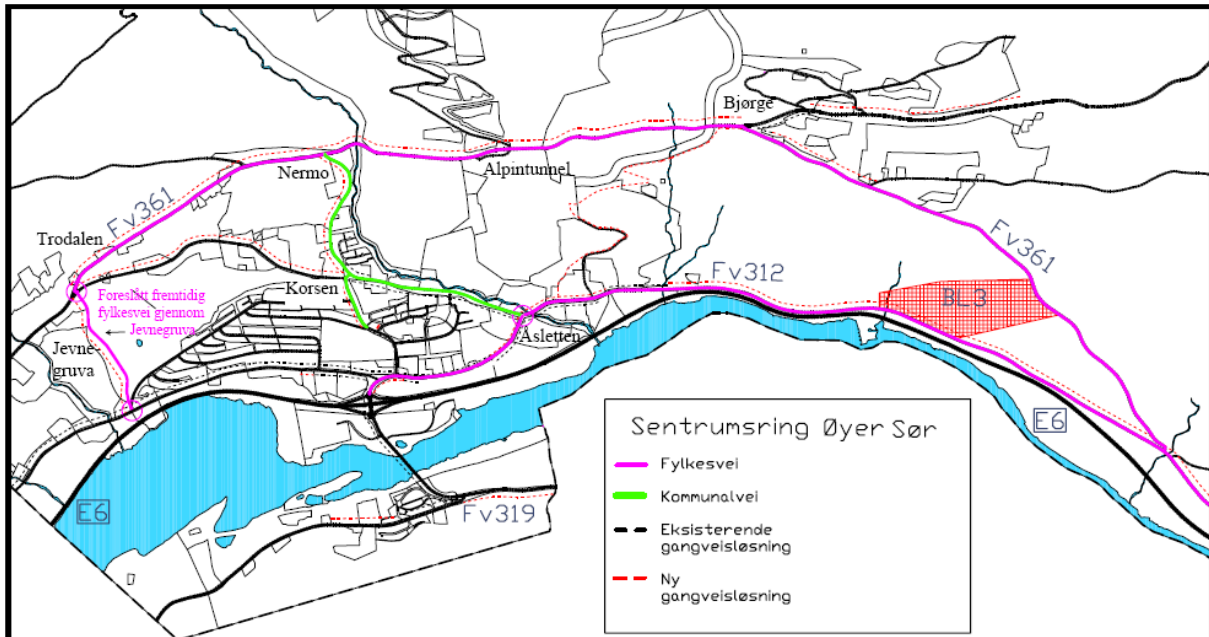 Bjørge
Alpintunnel
Nermo
Fv361
Trodalen
Fv361
Fv312
Korsen
BL3
Foreslått fremtidig
fylkesvei gjennom
Jevnegruva
Åsletten
Jevne-
gruva
E6
Sentrumsring Øyer Sør
Fylkesvei
Kommunalvei
Eksisterende
gangveisløsning
Ny
gangveisløsning
E6
Fv319